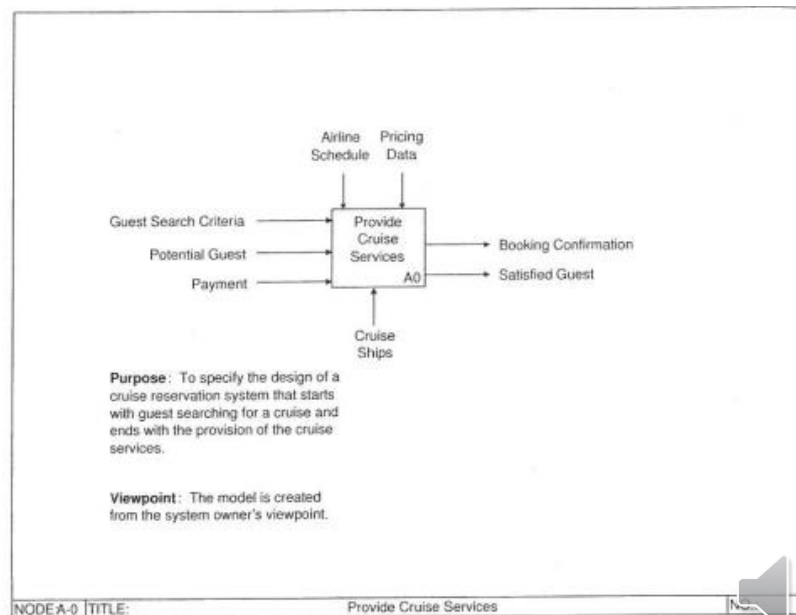 Airline Pricing
Schedule Data
Guest Search Criteria
Potential Guest
Payment
Provide
Cruise
Services
A0
Booking Confirmation
Satisfied Guest
Cruise
Ships
Purpose: To specify the design of a
cruise reservation system that starts
with guest searching for a cruise and
ends with the provision of the cruise
services.
Viewpoint: The model is created
from the system owner's viewpoint.
NODE:A-0 TITLE: Provide Cruise Services